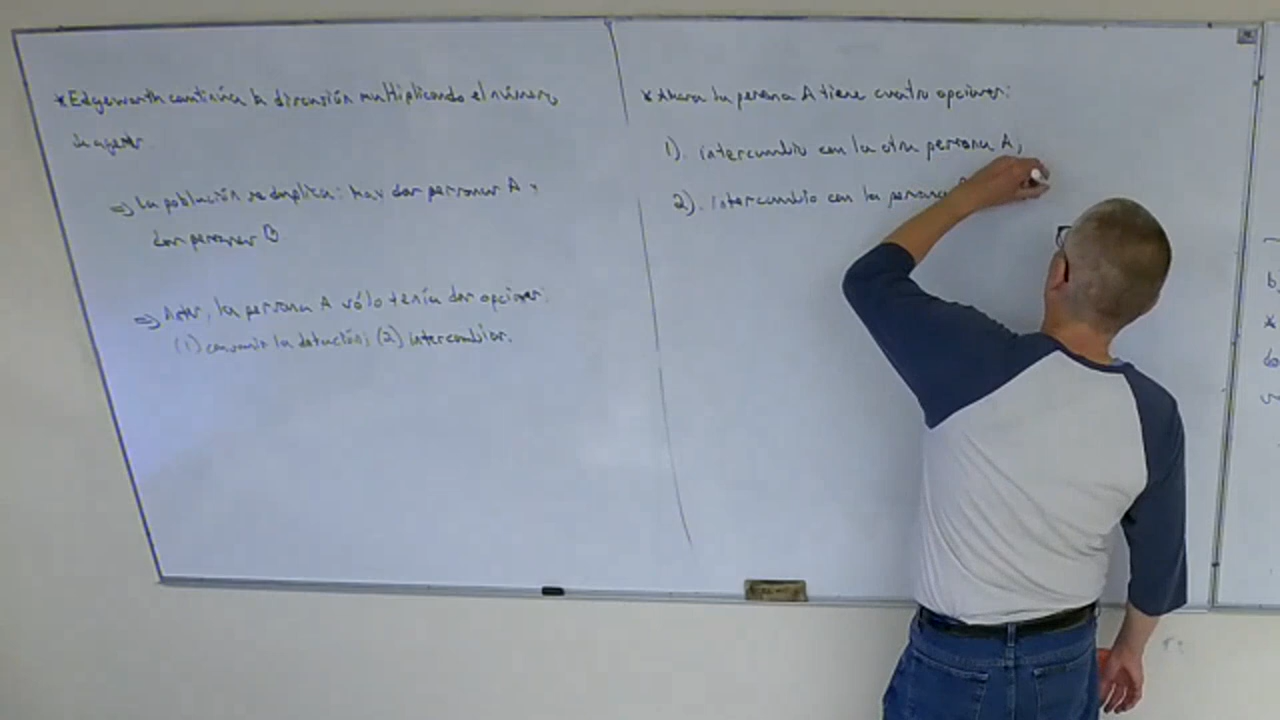 *Edgeworth continúa la discusión multiplicando el número
de agentes.
⇒ La población se duplica: hay dos personas A y
dos personas B
⇒ Antes, la persona A sólo tenía dos opciones:
(1) consumir la dotación; (2) intercambiar.
* Ahora la persona A tiene cuatro opciones:
1). intercambio con la otra persona A,
2). intercambio con la persona